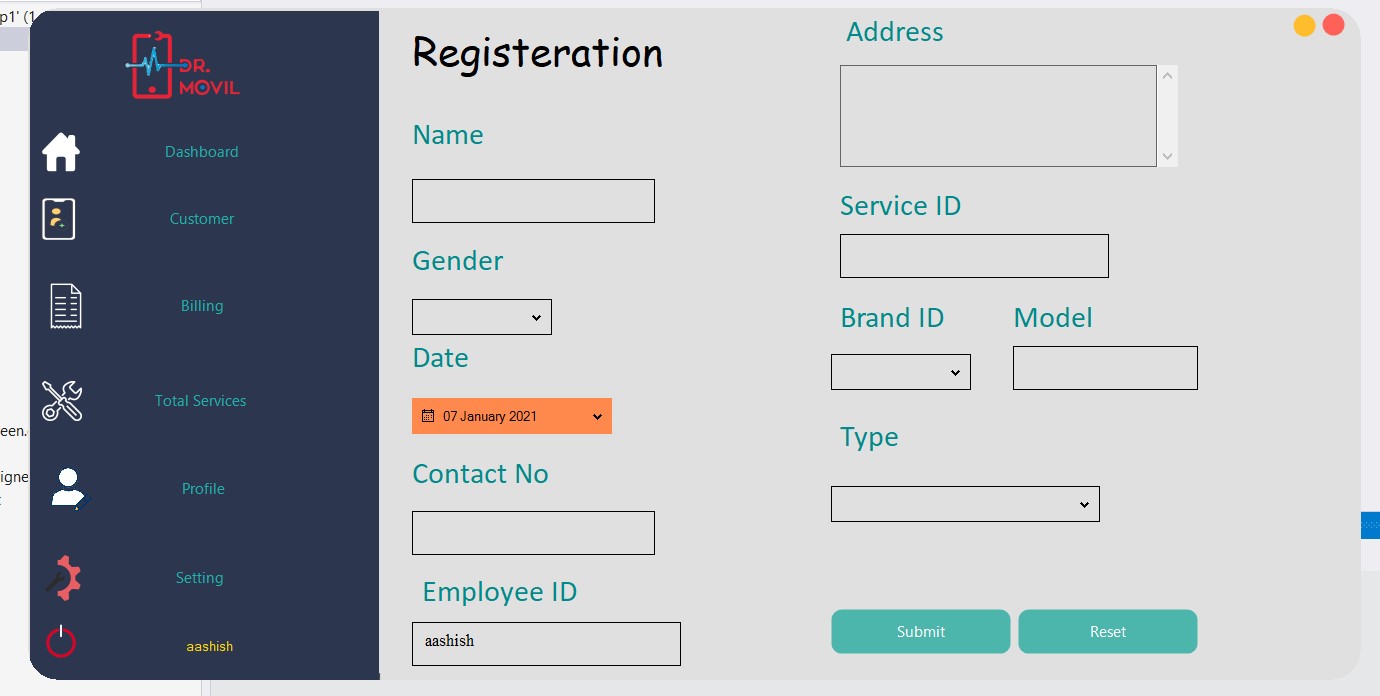 p1' (1
een.
igne
DR.
MOVIL
Dashboard
Customer
Billing
Total Services
Profile
Setting
aashish
Registeration
Name
Gender
Date
07 January 2021
Contact No
Employee ID
aashish
Address
Service ID
Brand ID
Model
Type
Submit
Reset